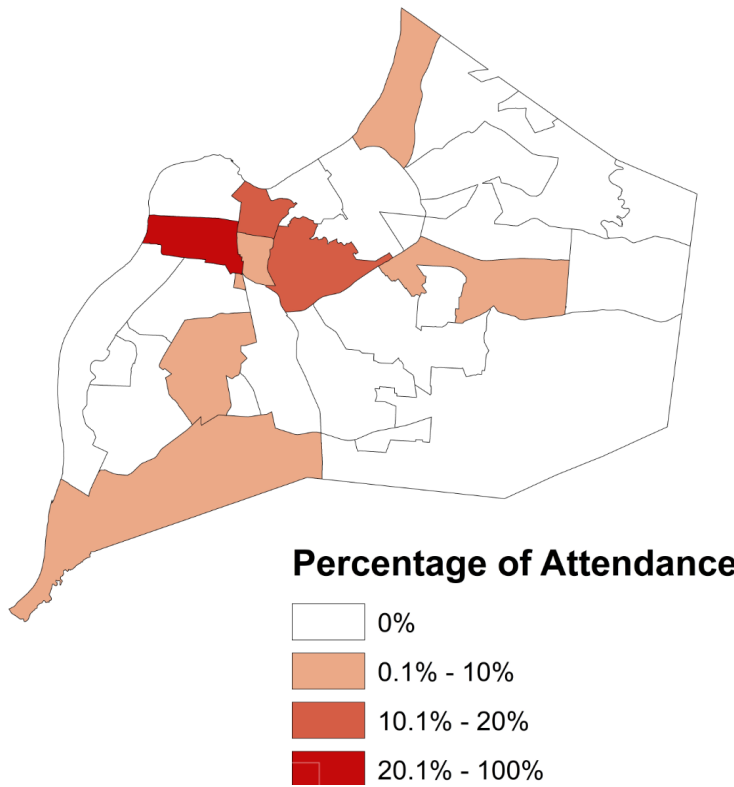 Percentage of Attendance
0%
0.1% - 10%
10.1% - 20%
20.1% - 100%